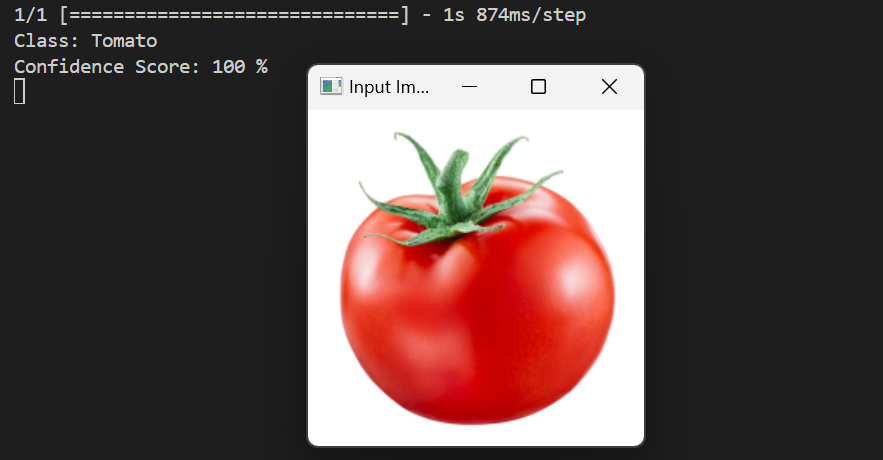 1/1 [==============================] - 1s 874ms/step
Class: Tomato
Confidence Score: 100 %
Input Im...